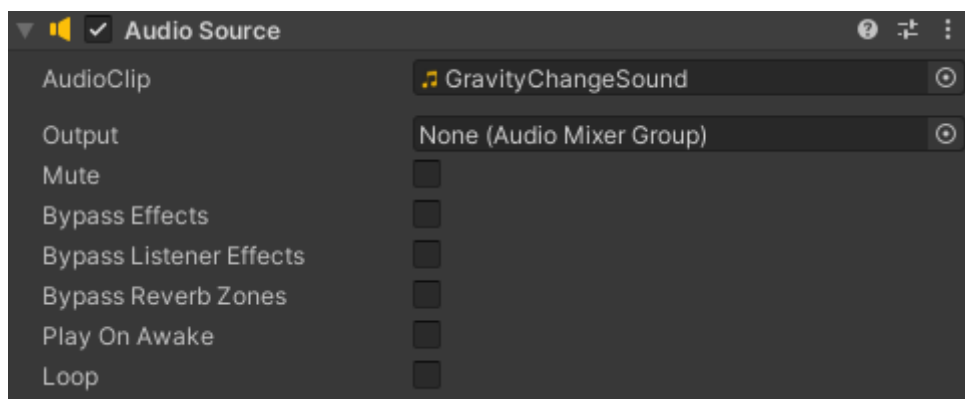 Audio Source
AudioClip GravityChangeSound
Output None (Audio Mixer Group)
Mute
Bypass Effects
Bypass Listener Effects
Bypass Reverb Zones
Play On Awake
Loop